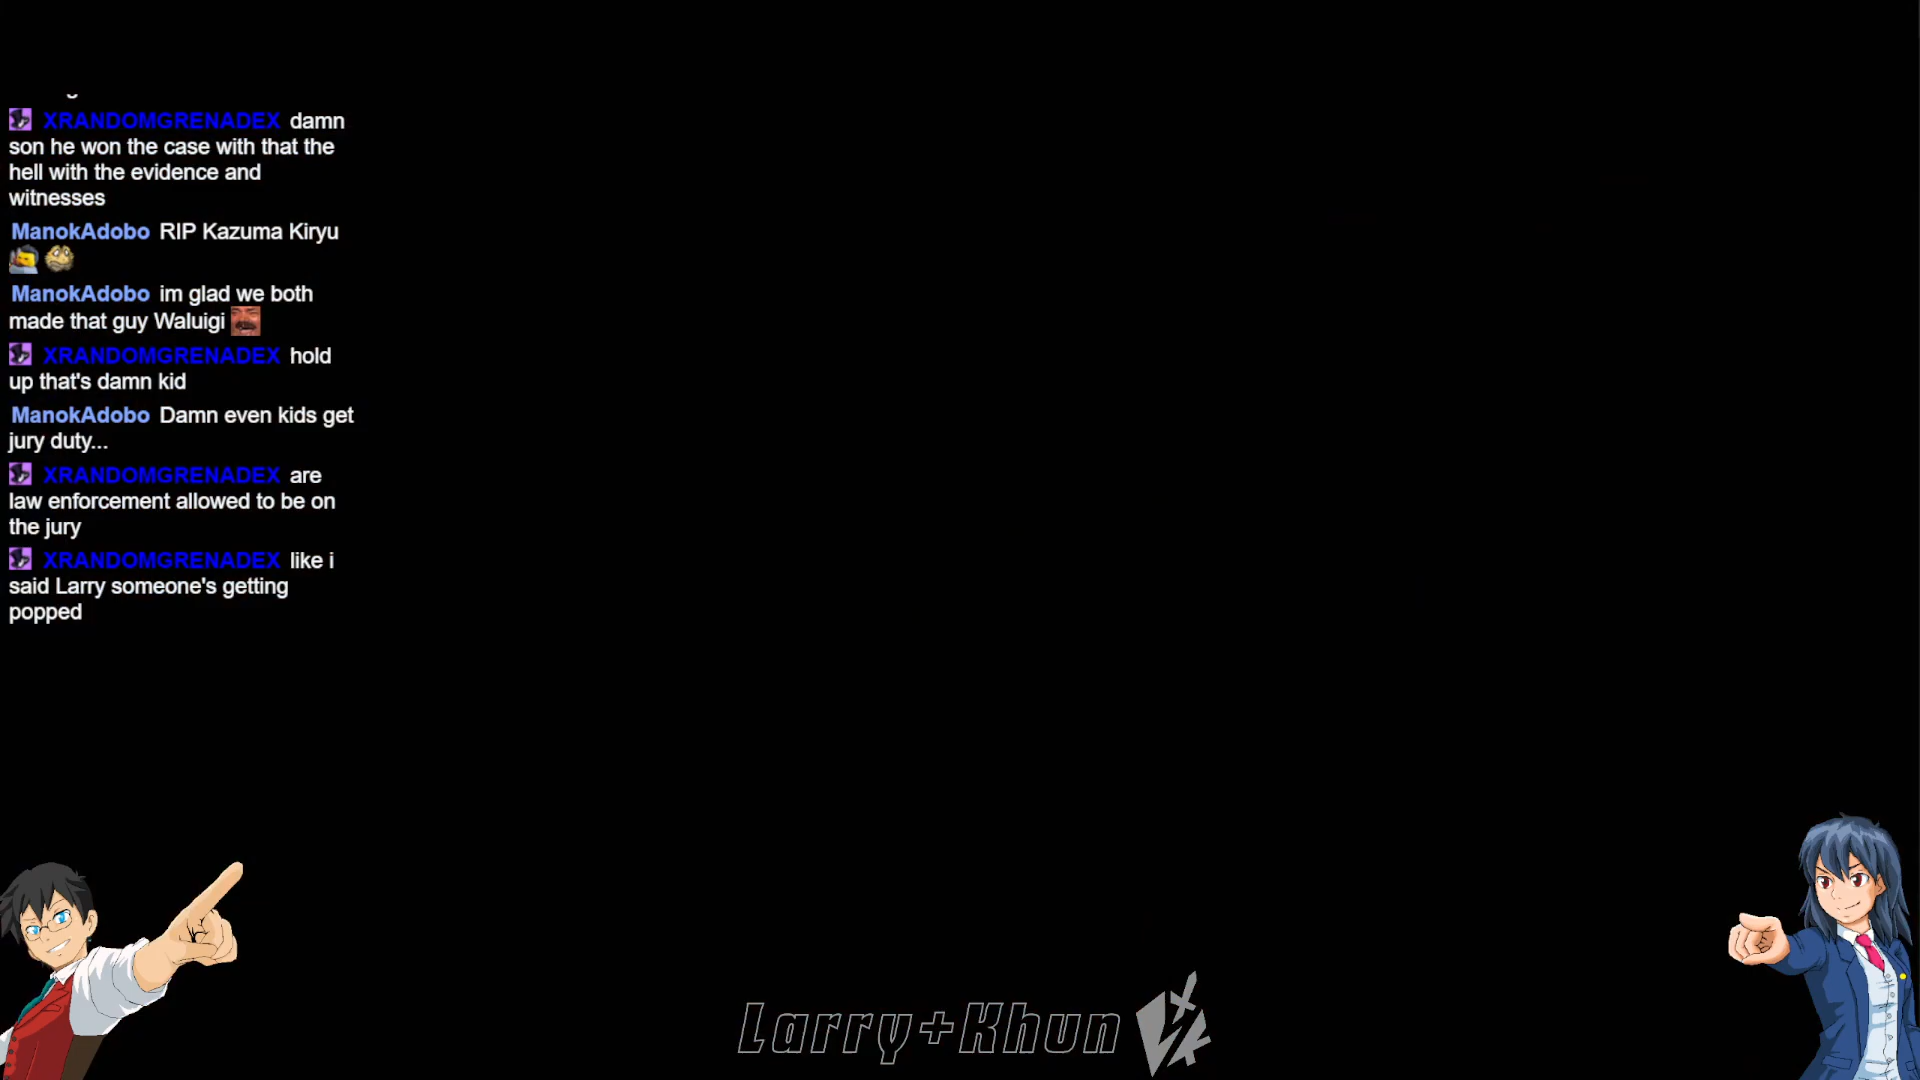 XRANDOMGRENADEX damn
son he won the case with that the
hell with the evidence and
witnesses
ManokAdobo RIP Kazuma Kiryu
ManokAdobo im glad we both
made that guy Waluigi
XRANDOMGRENADEX hold
up that's damn kid
ManokAdobo Damn even kids get
jury duty...
XRANDOMGRENADEX are
law enforcement allowed to be on
the jury
XRANDOMGRENADEX like i
said Larry someone's getting
popped
Larry+Khun